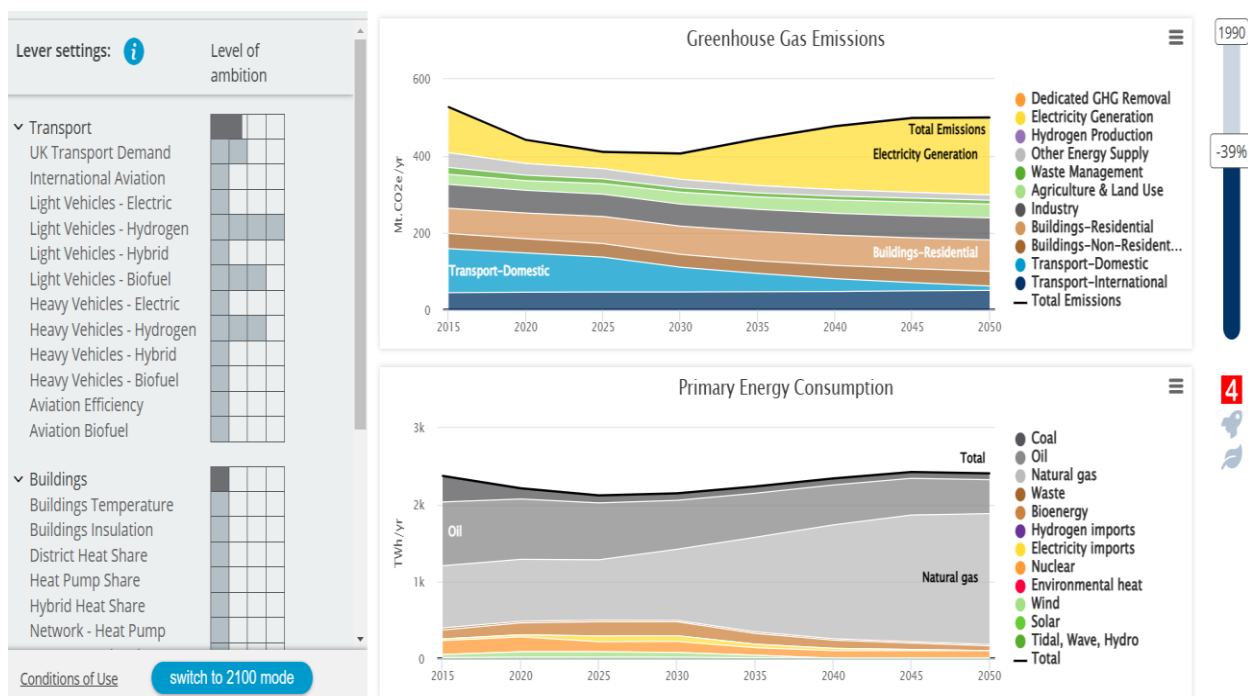 Lever settings:
i
Level of
ambition
Transport
UK Transport Demand
International Aviation
Light Vehicles - Electric
Light Vehicles - Hydrogen
Light Vehicles - Hybrid
Light Vehicles - Biofuel
Heavy Vehicles - Electric
Heavy Vehicles - Hydrogen
Heavy Vehicles - Hybrid
Heavy Vehicles - Biofuel
Aviation Efficiency
Aviation Biofuel
Buildings
Buildings Temperature
Buildings Insulation
District Heat Share
Heat Pump Share
Hybrid Heat Share
Network - Heat Pump
Conditions of Use
switch to 2100 mode
Greenhouse Gas Emissions
Mt.CO2e/yr
600
400
200
0
2015
2020
2025
2030
2035
2040
2045
2050
Total Emissions
Electricity Generation
Buildings-Residential
Transport-Domestic
Dedicated GHG Removal
Electricity Generation
Hydrogen Production
Other Energy Supply
Waste Management
Agriculture & Land Use
Industry
Buildings-Residential
Buildings-Non-Resident...
Transport-Domestic
Transport-International
Total Emissions
Primary Energy Consumption
TWh/yr
3k
2k
1k
0
2015
2020
2025
2030
2035
2040
2045
2050
Total
Oil
Natural gas
Coal
Oil
Natural gas
Waste
Bioenergy
Hydrogen imports
Electricity imports
Nuclear
Environmental heat
Wind
Solar
Tidal, Wave, Hydro
Total
1990
-39%
4